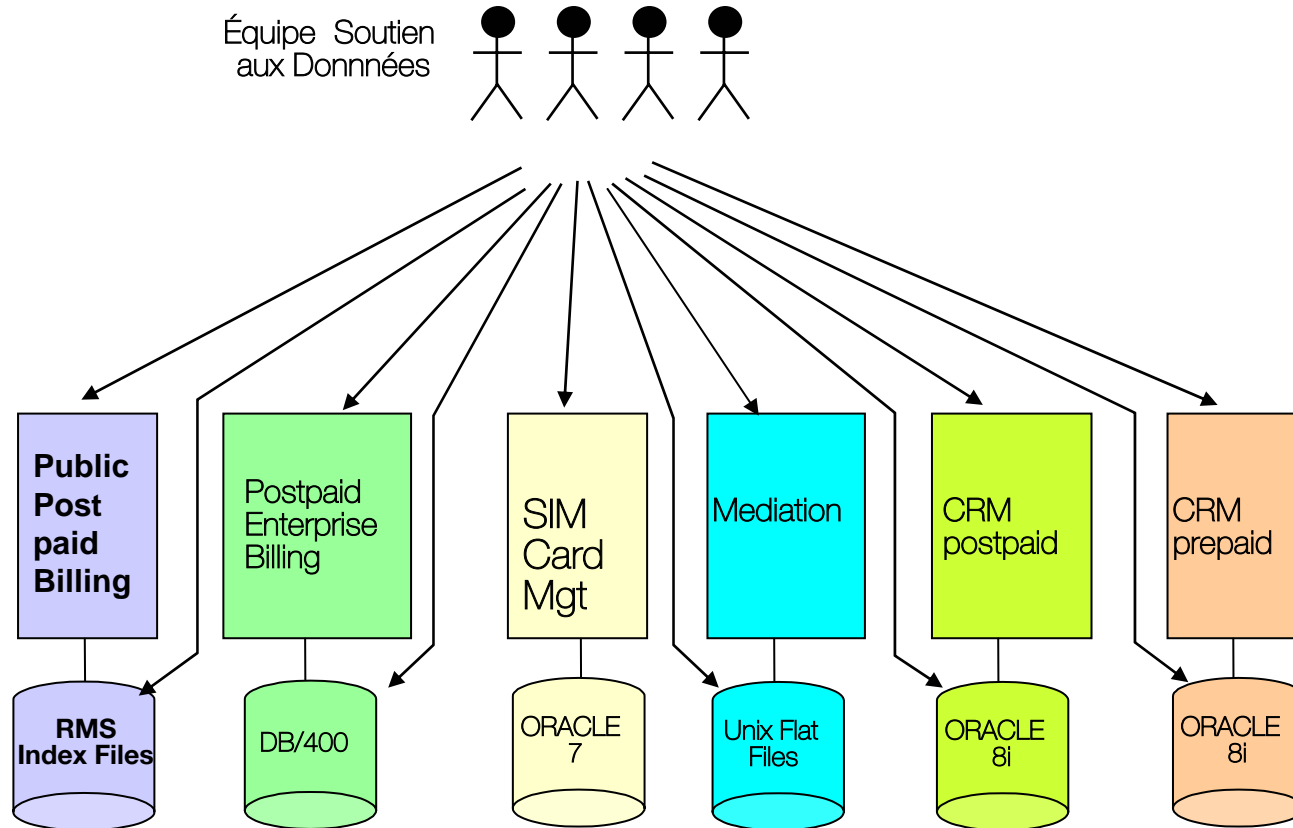 Équipe Soutien
aux Donnnées
Public
Post
paid
Billing
Postpaid
Enterprise
Billing
SIM
Card
Mgt
Mediation
CRM
postpaid
CRM
prepaid
RMS
Index Files
DB/400
ORACLE
7
Unix Flat
Files
ORACLE
8i
ORACLE
8i